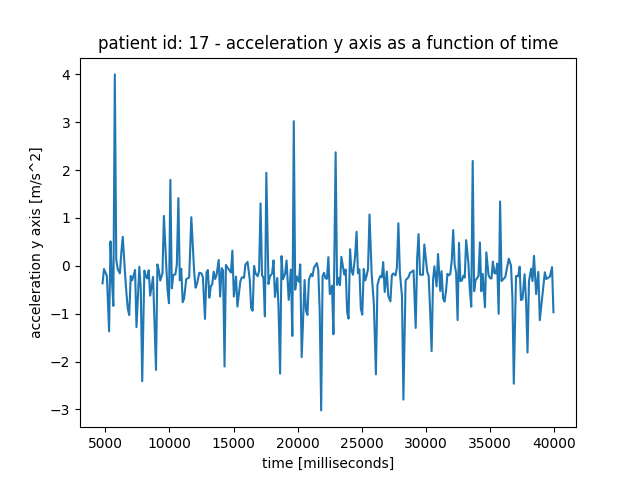 patient id: 17 - acceleration y axis as a function of time
acceleration y axis [m/s^2]
4
3
2
1
0
−1
−2
−3
5000 10000 15000 20000 25000 30000 35000 40000
time [milliseconds]